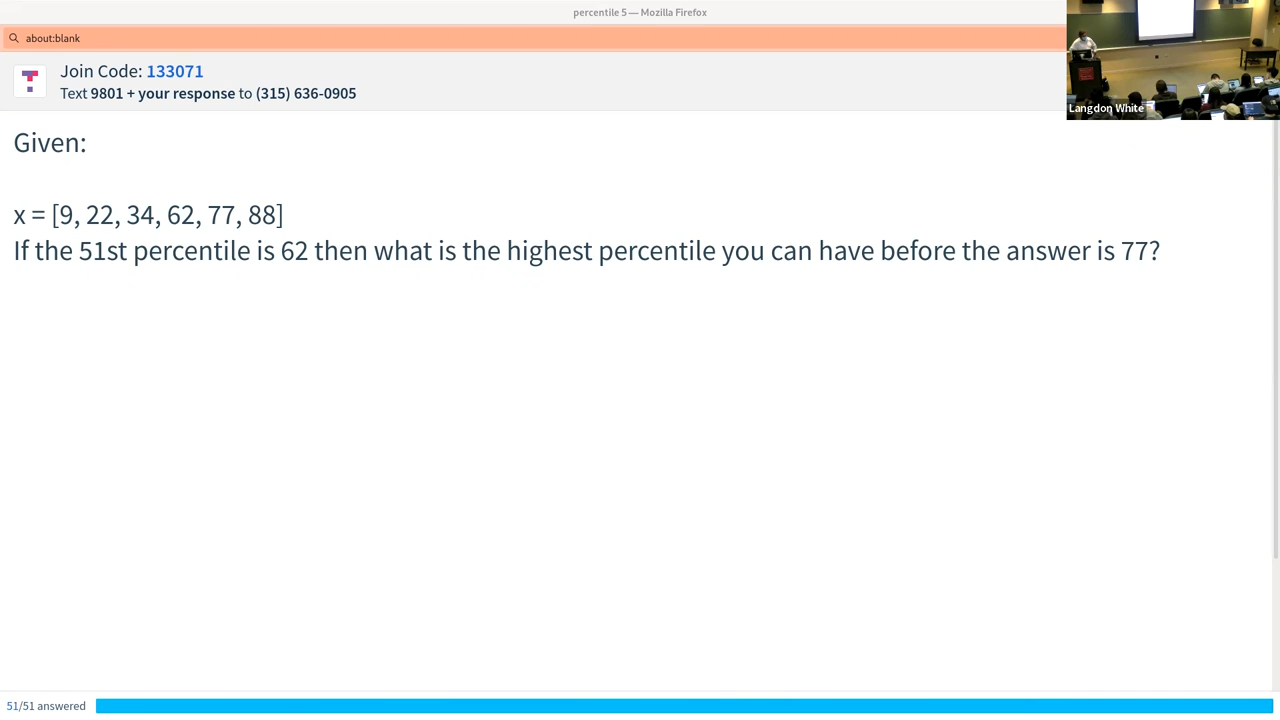 percentile 5 — Mozilla Firefox
about:blank
Join Code: 133071
Text 9801 + your response to (315) 636-0905
Langdon White
Given:
x = [9, 22, 34, 62, 77, 88]
If the 51st percentile is 62 then what is the highest percentile you can have before the answer is 77?
51/51 answered